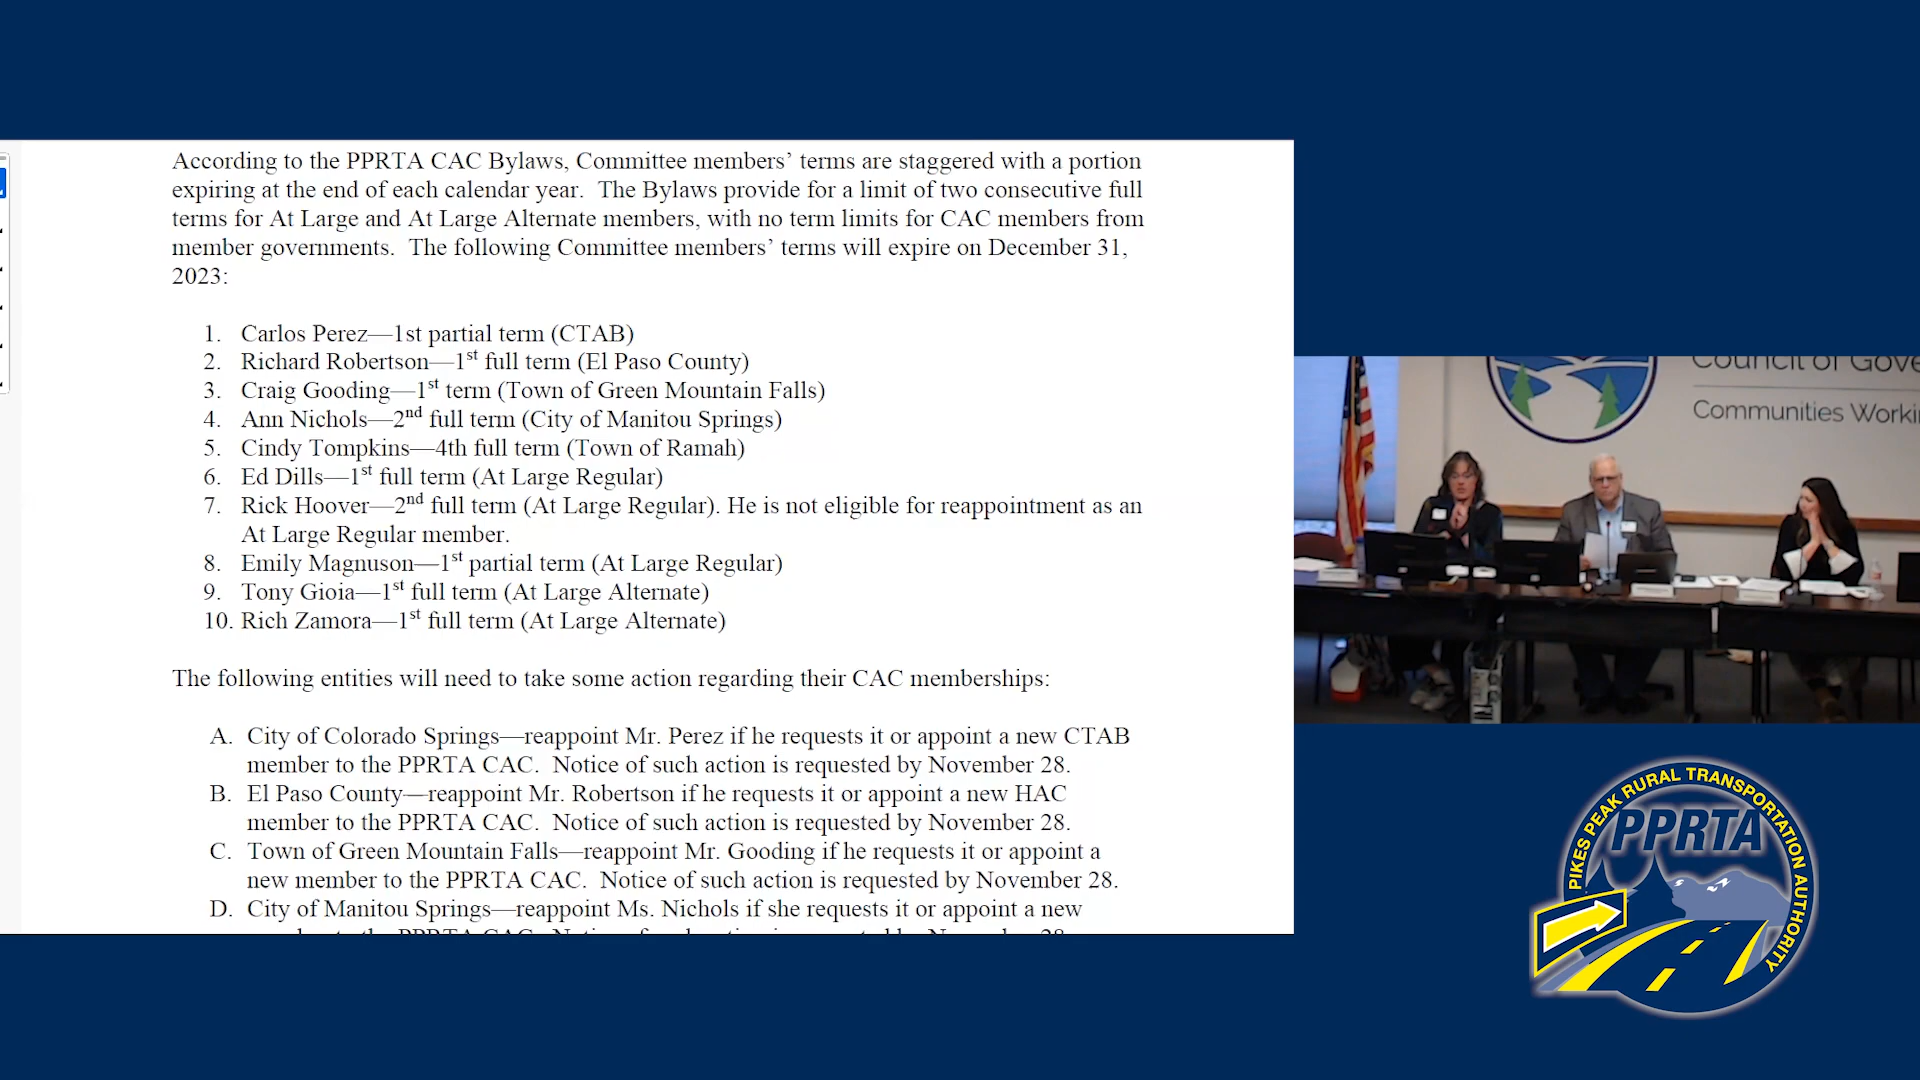 According to the PPRTA CAC Bylaws, Committee members’ terms are staggered with a portion
expiring at the end of each calendar year. The Bylaws provide for a limit of two consecutive full
terms for At Large and At Large Alternate members, with no term limits for CAC members from
member governments. The following Committee members’ terms will expire on December 31,
2023:
1. Carlos Perez—1st partial term (CTAB)
2. Richard Robertson—1st full term (El Paso County)
3. Craig Gooding—1st term (Town of Green Mountain Falls)
4. Ann Nichols—2nd full term (City of Manitou Springs)
5. Cindy Tompkins—4th full term (Town of Ramah)
6. Ed Dills—1st full term (At Large Regular)
7. Rick Hoover—2nd full term (At Large Regular). He is not eligible for reappointment as an
At Large Regular member.
8. Emily Magnuson—1st partial term (At Large Regular)
9. Tony Gioia—1st full term (At Large Alternate)
10. Rich Zamora—1st full term (At Large Alternate)
The following entities will need to take some action regarding their CAC memberships:
A. City of Colorado Springs—reappoint Mr. Perez if he requests it or appoint a new CTAB
member to the PPRTA CAC. Notice of such action is requested by November 28.
B. El Paso County—reappoint Mr. Robertson if he requests it or appoint a new HAC
member to the PPRTA CAC. Notice of such action is requested by November 28.
C. Town of Green Mountain Falls—reappoint Mr. Gooding if he requests it or appoint a
new member to the PPRTA CAC. Notice of such action is requested by November 28.
D. City of Manitou Springs—reappoint Ms. Nichols if she requests it or appoint a new
Council of Gove
Communities Workin
PIKES PEAK RURAL TRANSPORTATION AUTHORITY
PPRTA